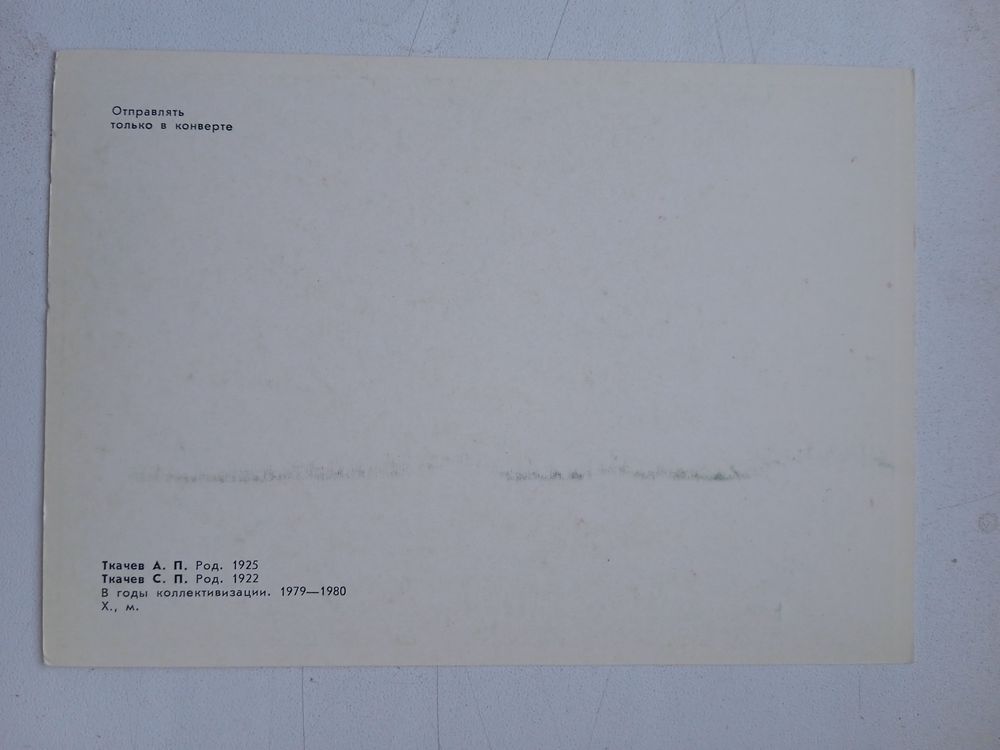 Отправлять
только в конверте
Ткачев А. П. Род. 1925
Ткачев С. П. Род. 1922
В годы коллективизации. 1979—1980
Х., м.